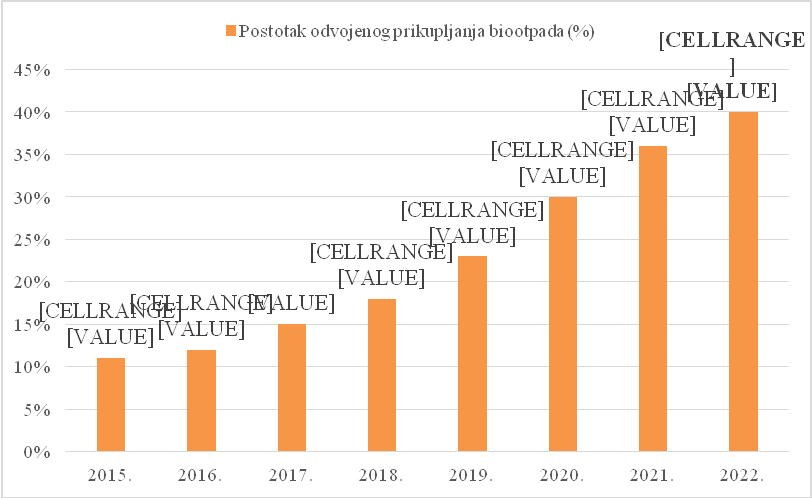 Postotak odvojenog prikupljanja biootpada (%)
45%
40%
35%
30%
25%
20%
15%
10%
5%
0%
[CELLRANGE]
[VALUE]
[CELLRANGE]
[VALUE]
[VALUE]
[CELLRANGE]
[VALUE]
[CELLRANGE]
[VALUE]
[CELLRANGE]
[VALUE]
[CELLRANGE]
[VALUE]
[CELLRANGE
]
[VALUE]
2015.
2016.
2017.
2018.
2019.
2020.
2021.
2022.